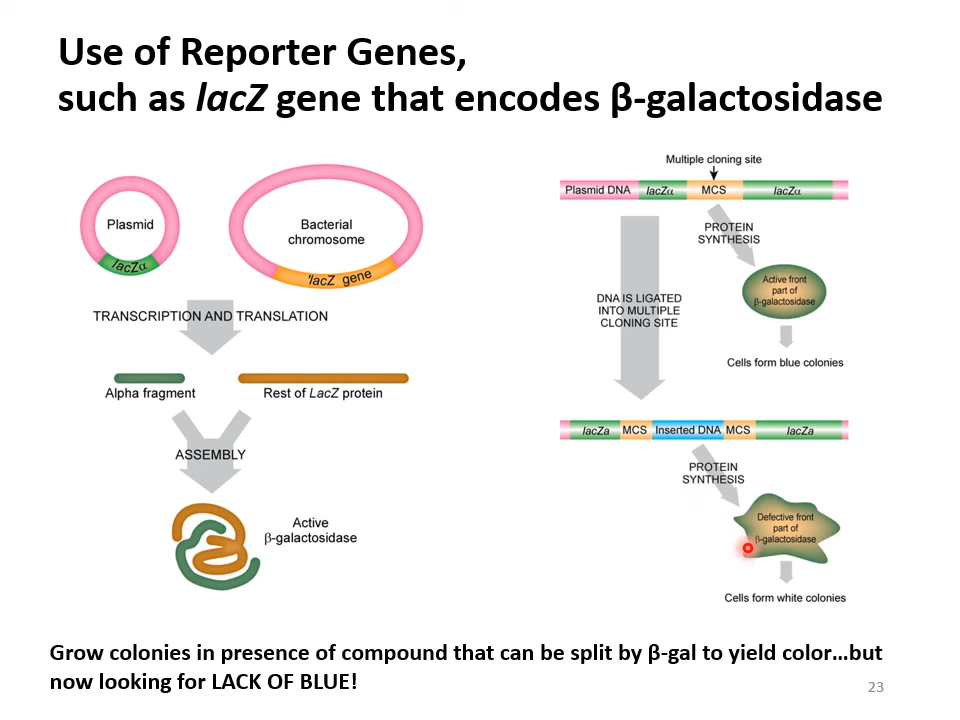 Use of Reporter Genes,
such as lacZ gene that encodes β-galactosidase
Plasmid
lacZα
Bacterial
chromosome
'lacZ gene
TRANSCRIPTION AND TRANSLATION
Alpha fragment
Rest of LacZ protein
ASSEMBLY
Active
β-galactosidase
Multiple cloning site
Plasmid DNA
lacZα
MCS
lacZα
PROTEIN
SYNTHESIS
Active front
part of
β-galactosidase
DNA IS LIGATED
INTO MULTIPLE
CLONING SITE
Cells form blue colonies
lacZa
MCS
Inserted DNA
MCS
lacZa
PROTEIN
SYNTHESIS
Defective front
part of
β-galactosidase
Cells form white colonies
Grow colonies in presence of compound that can be split by β-gal to yield color…but
now looking for LACK OF BLUE!
23